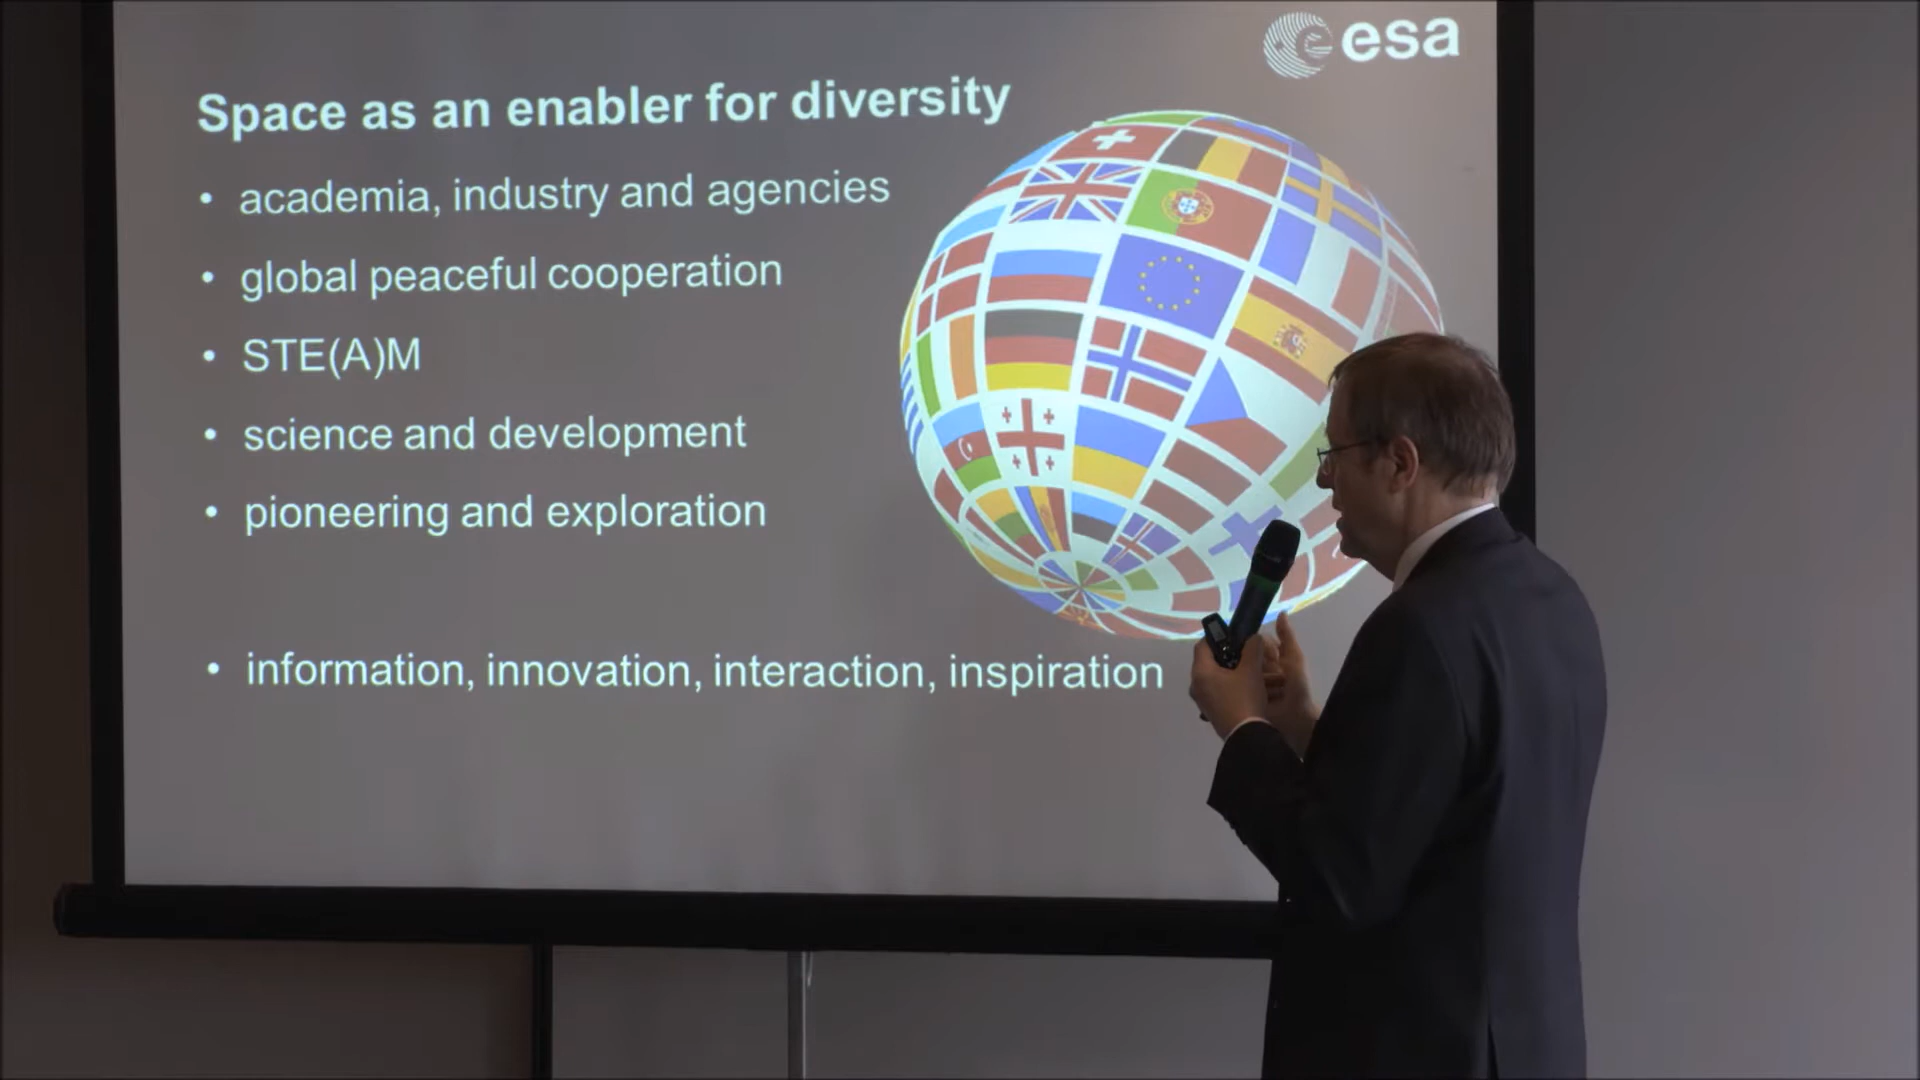 esa
Space as an enabler for diversity
• academia, industry and agencies
• global peaceful cooperation
• STE(A)M
• science and development
• pioneering and exploration
• information, innovation, interaction, inspiration